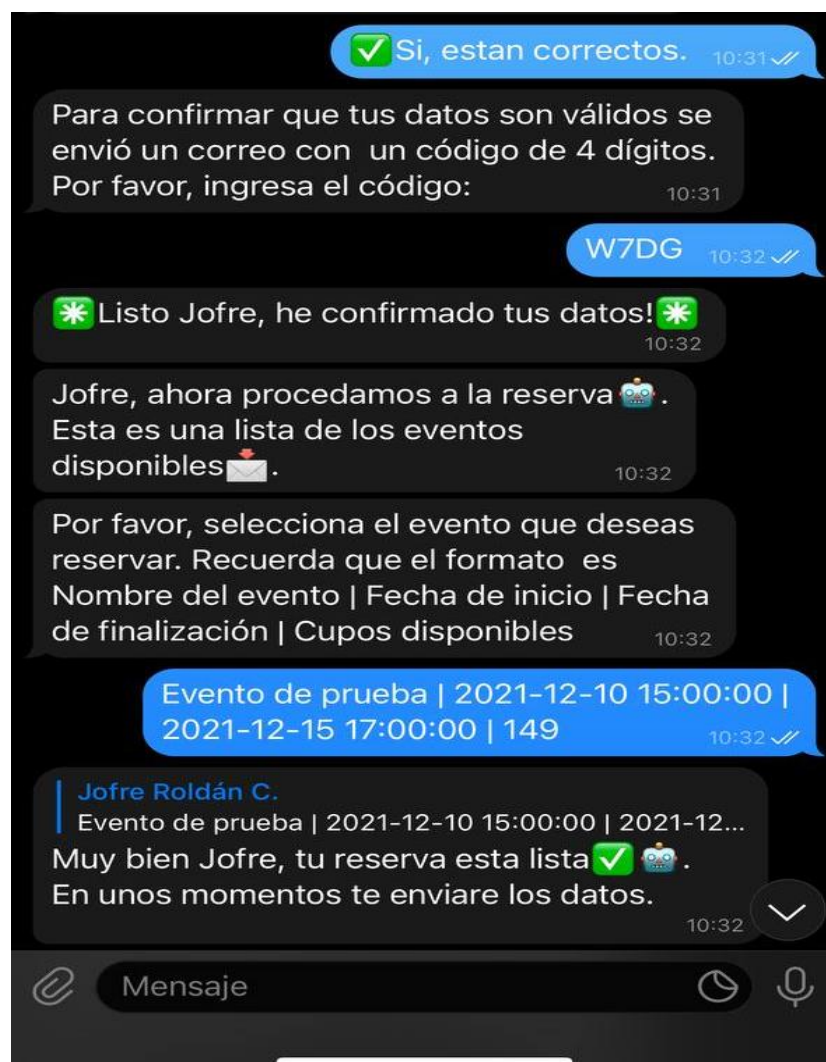 ✅Si, estan correctos. 10:31
Para confirmar que tus datos son válidos se
envió un correo con un código de 4 dígitos.
Por favor, ingresa el código: 10:31
W7DG 10:32
✳️Listo Jofre, he confirmado tus datos!✳️
10:32
Jofre, ahora procedamos a la reserva🤖.
Esta es una lista de los eventos
disponibles📩. 10:32
Por favor, selecciona el evento que deseas
reservar. Recuerda que el formato es
Nombre del evento | Fecha de inicio | Fecha
de finalización | Cupos disponibles 10:32
Evento de prueba | 2021-12-10 15:00:00 |
2021-12-15 17:00:00 | 149 10:32
Jofre Roldán C.
Evento de prueba | 2021-12-10 15:00:00 | 2021-12...
Muy bien Jofre, tu reserva esta lista✅🤖.
En unos momentos te enviare los datos.
10:32
Mensaje